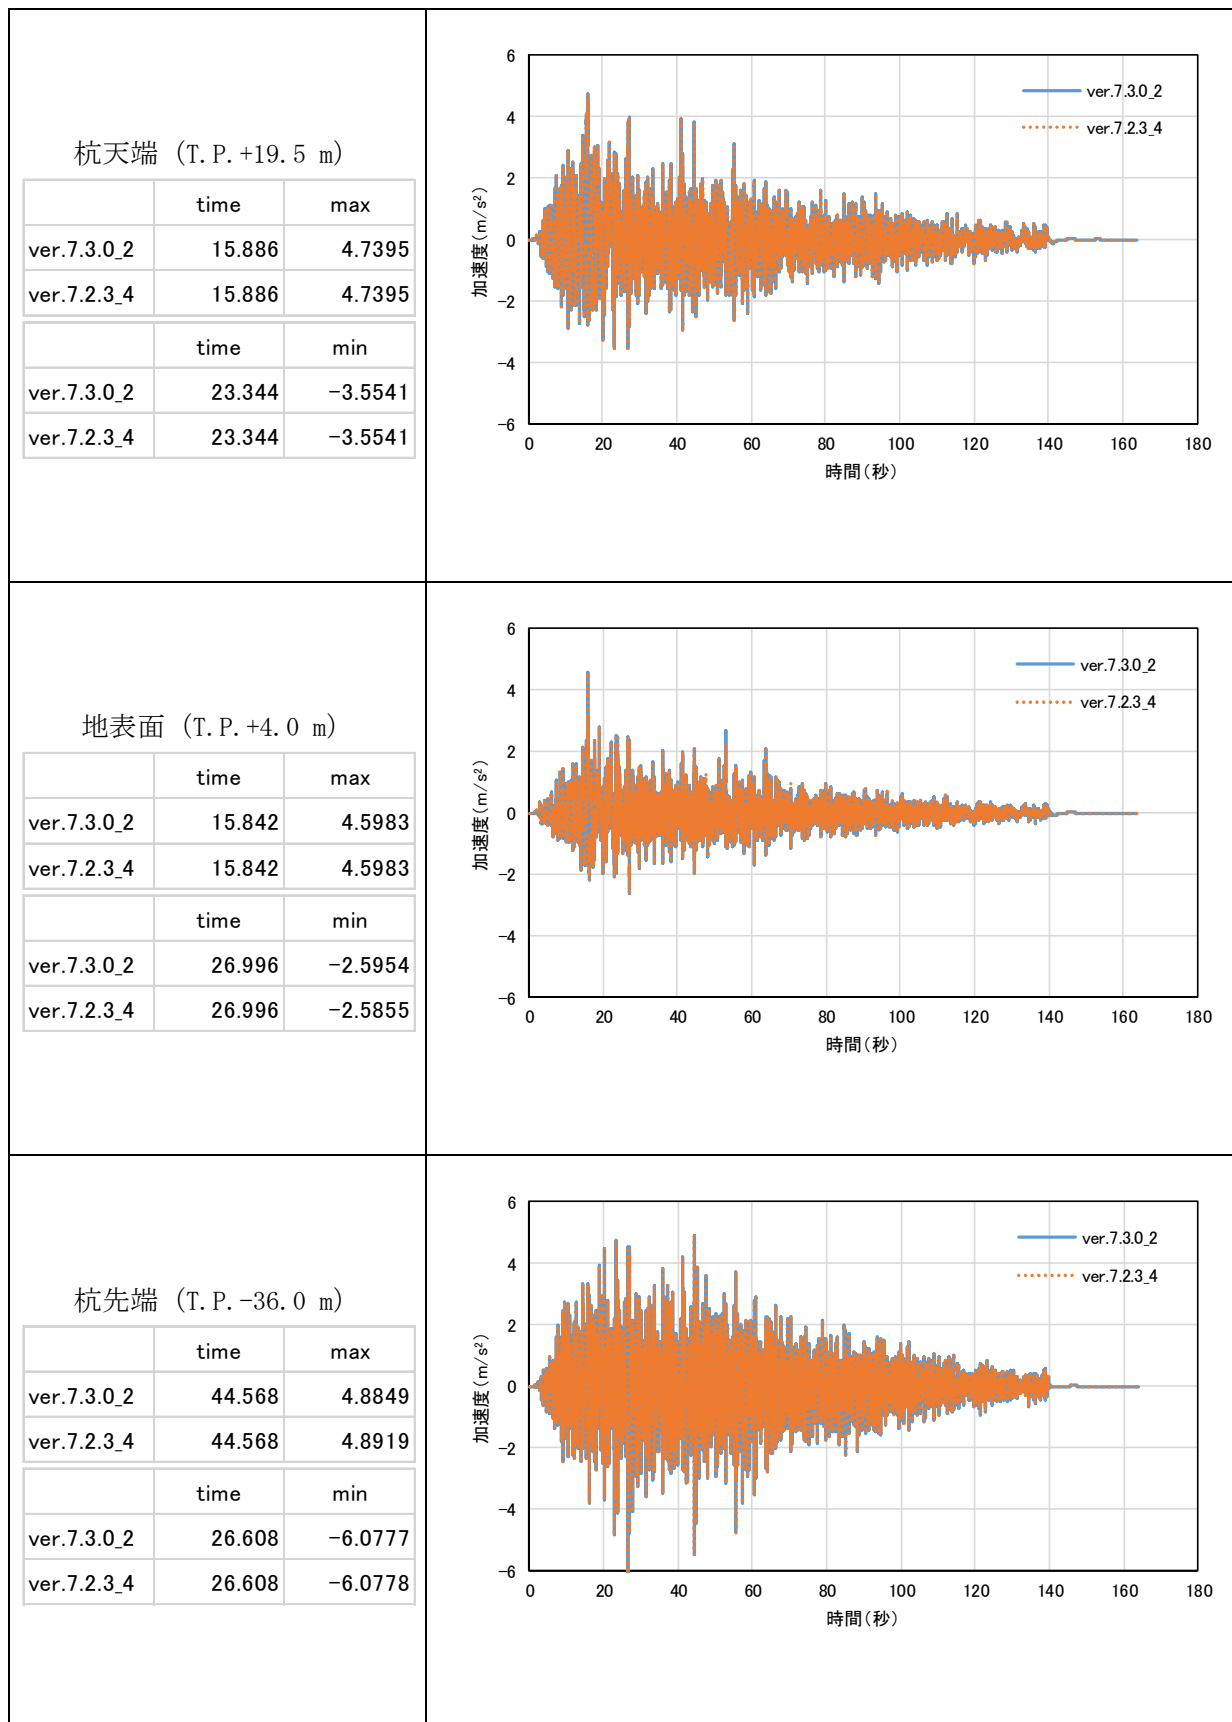 杭天端 (T.P.+19.5 m)
time max
ver.7.3.0_2 15.886 4.7395
ver.7.2.3_4 15.886 4.7395
time min
ver.7.3.0_2 23.344 −3.5541
ver.7.2.3_4 23.344 −3.5541
6
4
2
0
−2
−4
−6
加速度(m/s²)
0 20 40 60 80 100 120 140 160 180
時間(秒)
ver.7.3.0_2
ver.7.2.3_4
地表面 (T.P.+4.0 m)
time max
ver.7.3.0_2 15.842 4.5983
ver.7.2.3_4 15.842 4.5983
time min
ver.7.3.0_2 26.996 −2.5954
ver.7.2.3_4 26.996 −2.5855
6
4
2
0
−2
−4
−6
加速度(m/s²)
0 20 40 60 80 100 120 140 160 180
時間(秒)
ver.7.3.0_2
ver.7.2.3_4
杭先端 (T.P.-36.0 m)
time max
ver.7.3.0_2 44.568 4.8849
ver.7.2.3_4 44.568 4.8919
time min
ver.7.3.0_2 26.608 −6.0777
ver.7.2.3_4 26.608 −6.0778
6
4
2
0
−2
−4
−6
加速度(m/s²)
0 20 40 60 80 100 120 140 160 180
時間(秒)
ver.7.3.0_2
ver.7.2.3_4